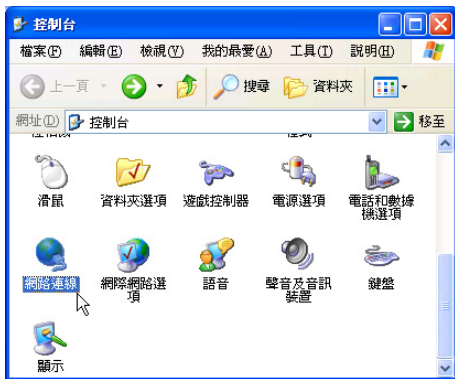 控制台
檔案(F) 編輯(E) 檢視(V) 我的最愛(A) 工具(T) 說明(H)
上一頁 搜尋 資料夾
網址(D) 控制台 移至
滑鼠 資料夾選項 遊戲控制器 電源選項 電話和數據
機選項
網路連線 網際網路選 語音 聲音及音訊 鍵盤
項 裝置
顯示